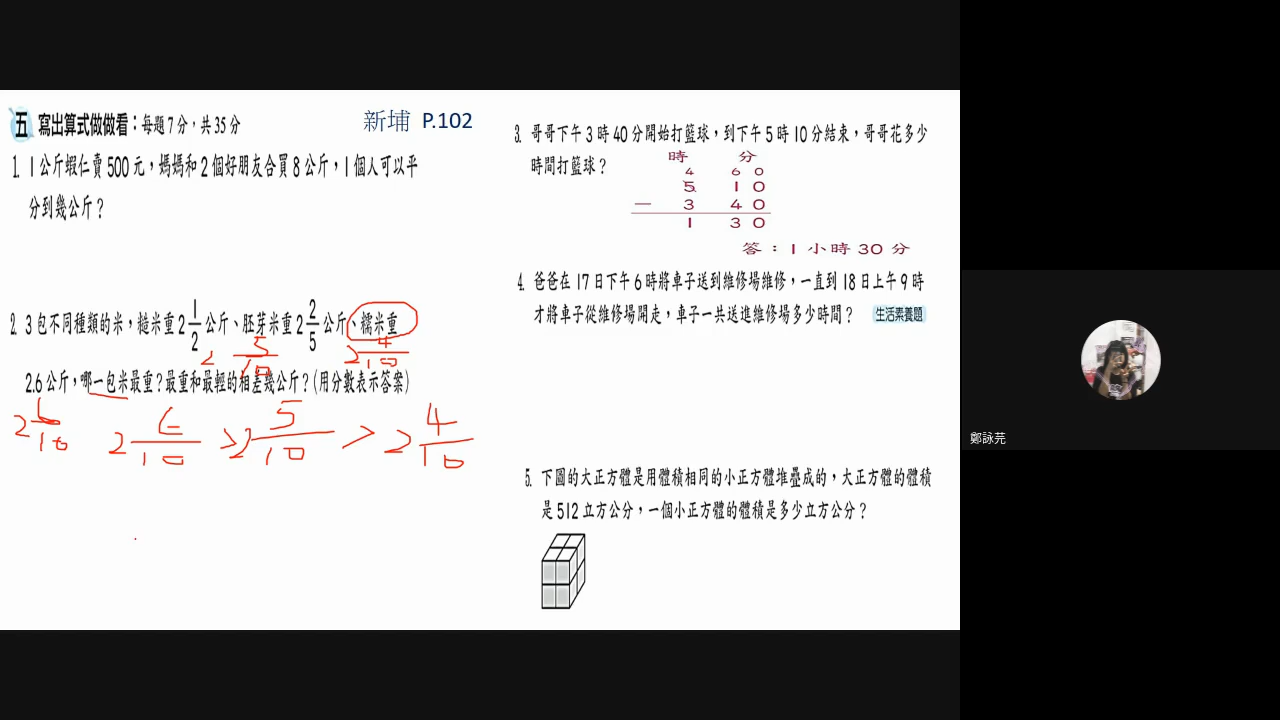 五 寫出算式做做看：每題7分，共35分
新埔 P.102
1. 1公斤蝦仁賣500元，媽媽和2個好朋友合買8公斤，1個人可以平
分到幾公斤？
2. 3包不同種類的米，糙米重2 1/2 公斤、胚芽米重2 2/5 公斤、糯米重
2 5/10 2 4/10
2.6公斤，哪一包米最重？最重和最輕的相差幾公斤？(用分數表示答案)
2 6/10 2 6/10 > 2 5/10 > 2 4/10
3. 哥哥下午3時40分開始打籃球，到下午5時10分結束，哥哥花多少
時間打籃球？
時 分
4 60
5 10
－ 3 40
1 30
答：1小時30分
4. 爸爸在17日下午6時將車子送到維修場維修，一直到18日上午9時
才將車子從維修場開走，車子一共送進維修場多少時間？ 生活素養題
5. 下圖的大正方體是用體積相同的小正方體堆疊成的，大正方體的體積
是512立方公分，一個小正方體的體積是多少立方公分？
鄭詠芫